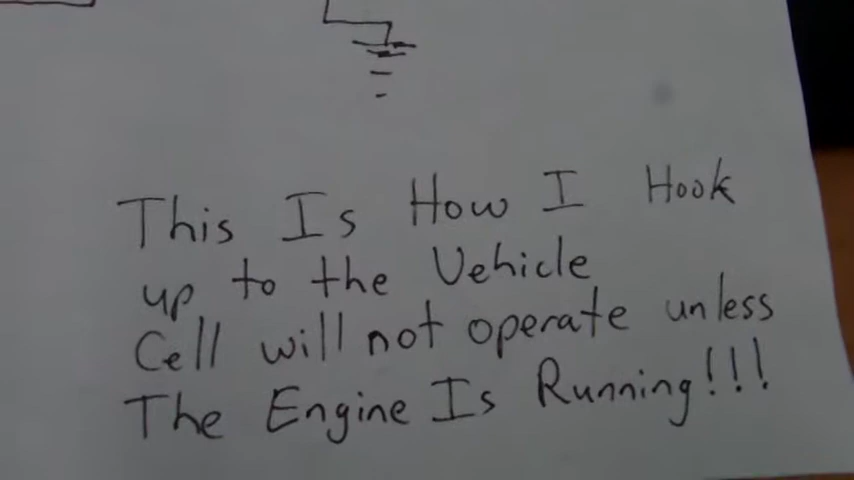 This Is How I Hook
up to the Vehicle
Cell will not operate unless
The Engine Is Running!!!